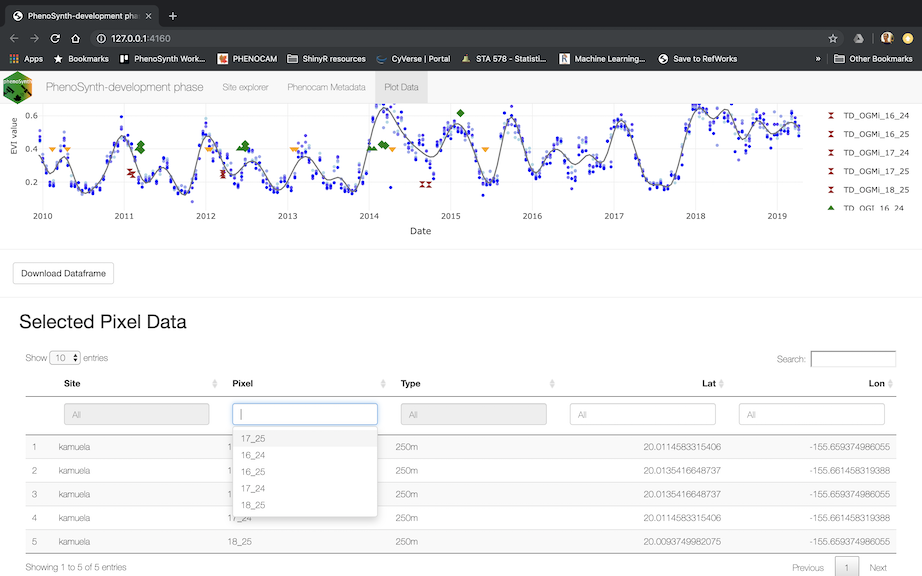 PhenoSynth-development pha
127.0.0.1:4160
Apps Bookmarks PhenoSynth Work... PHENOCAM ShinyR resources CyVerse | Portal STA 578 - Statisti... Machine Learning... Save to RefWorks » Other Bookmarks
phenoSynth
PhenoSynth-development phase Site explorer Phenocam Metadata Plot Data
EVI value
0.6
0.4
0.2
2010 2011 2012 2013 2014 2015 2016 2017 2018 2019
Date
TD_OGMi_16_24
TD_OGMi_16_25
TD_OGMi_17_24
TD_OGMi_17_25
TD_OGMi_18_25
TD_OGI_16_24
Download Dataframe
Selected Pixel Data
Show 10 entries Search:
Site Pixel Type Lat Lon
All All All All
17_25
16_24
16_25
17_24
18_25
1 kamuela 250m 20.0114583315406 -155.659374986055
2 kamuela 250m 20.0135416648737 -155.661458319388
3 kamuela 250m 20.0135416648737 -155.659374986055
4 kamuela 17_24 250m 20.0114583315406 -155.661458319388
5 kamuela 18_25 250m 20.0093749982075 -155.659374986055
Showing 1 to 5 of 5 entries Previous 1 Next